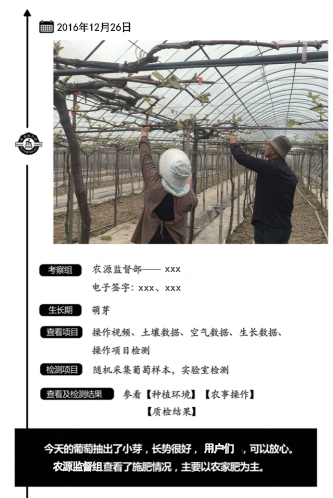 2016年12月26日
考察组 农源监督部—— xxx
电子签字：xxx、xxx
生长期 萌芽
查看项目 操作视频、土壤数据、空气数据、生长数据、
操作项目检测
检测项目 随机采集葡萄样本，实验室检测
查看及检测结果 参看【种植环境】【农事操作】
【质检结果】
今天的葡萄抽出了小芽，长势很好， 用户们 ，可以放心。
农源监督组查看了施肥情况，主要以农家肥为主。